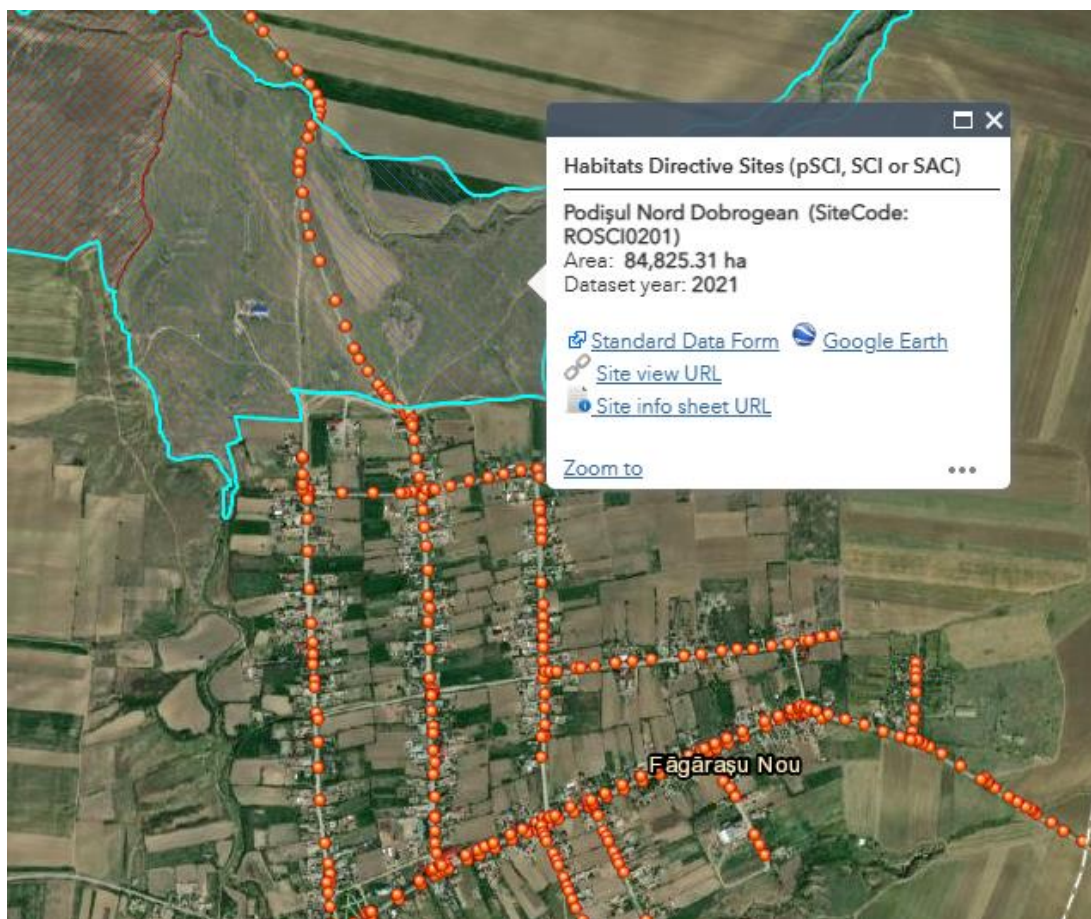 Habitats Directive Sites (pSCI, SCI or SAC)
Podișul Nord Dobrogean (SiteCode:
ROSCI0201)
Area: 84,825.31 ha
Dataset year: 2021
Standard Data Form Google Earth
Site view URL
Site info sheet URL
Zoom to
Făgărașu Nou